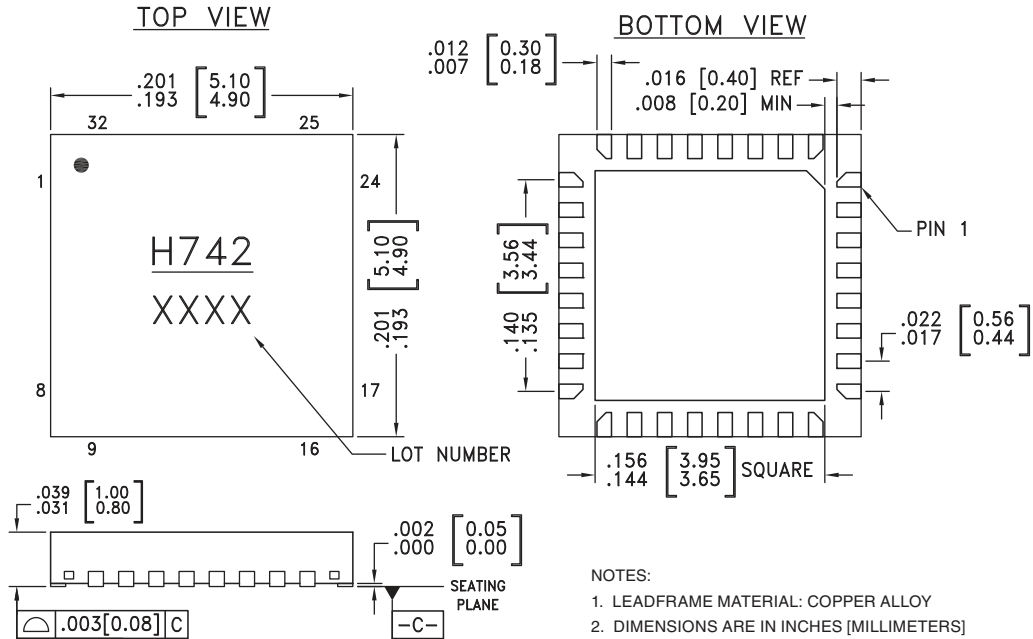 TOP VIEW
.201 [5.10]
.193 [4.90]
32
25
1
24
H742
XXXX
[5.10]
[4.90]
.201
.193
8
17
9
16
LOT NUMBER
BOTTOM VIEW
.012 [0.30]
.007 [0.18]
.016 [0.40] REF
.008 [0.20] MIN
PIN 1
[3.56]
[3.44]
.140
.135
.022 [0.56]
.017 [0.44]
.156 [3.95]
.144 [3.65]
SQUARE
.039 [1.00]
.031 [0.80]
.002 [0.05]
.000 [0.00]
SEATING
PLANE
.003[0.08] C
-C-
NOTES:
1. LEADFRAME MATERIAL: COPPER ALLOY
2. DIMENSIONS ARE IN INCHES [MILLIMETERS]